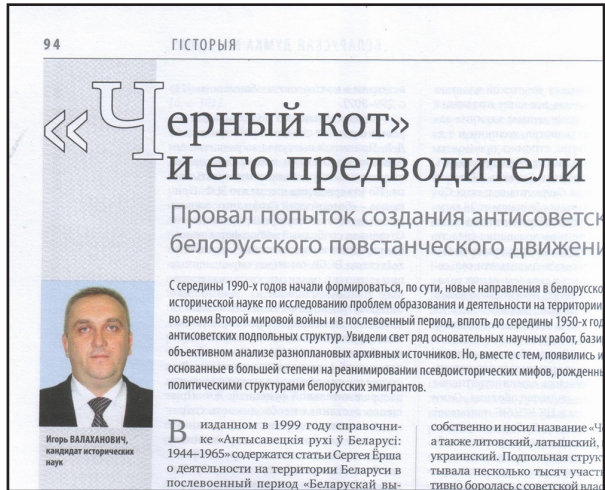 94
ГІСТОРЫЯ
«Черный кот»
и его предводители
Провал попыток создания антисоветск
белорусского повстанческого движени
С середины 1990-х годов начали формироваться, по сути, новые направления в белорусско
исторической науке по исследованию проблем образования и деятельности на территории
во время Второй мировой войны и в послевоенный период, вплоть до середины 1950-х год
антисоветских подпольных структур. Увидели свет ряд основательных научных работ, бази
объективном анализе разноплановых архивных источников. Но, вместе с тем, появились и
основанные в большей степени на реанимировании псевдоисторических мифов, рожденны
политическими структурами белорусских эмигрантов.
Игорь ВАЛАХАНОВИЧ,
кандидат исторических
наук
В изданном в 1999 году справочни-
ке «Антысавецкія рухі ў Беларусі:
1944–1965» содержатся статьи Сергея Ёрша
о деятельности на территории Беларуси в
послевоенный период «Беларускай вы-
собственно и носил название «Ч
а также литовский, латышский,
украинский. Подпольная структ
тывала несколько тысяч участн
тивно боролась с советской влас